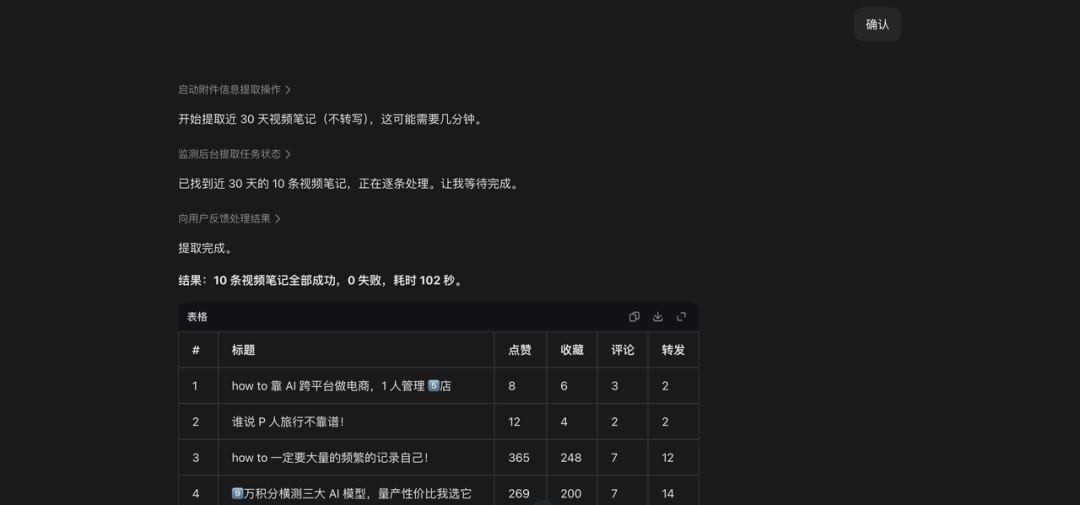 确认
启动附件信息提取操作 >
开始提取近 30 天视频笔记（不转写），这可能需要几分钟。
监测后台提取任务状态 >
已找到近 30 天的 10 条视频笔记，正在逐条处理。让我等待完成。
向用户反馈处理结果 >
提取完成。
结果：10 条视频笔记全部成功，0 失败，耗时 102 秒。
表格
# 标题 点赞 收藏 评论 转发
1 how to 靠 AI 跨平台做电商，1 人管理 5️⃣店 8 6 3 2
2 谁说 P 人旅行不靠谱！ 12 4 2 2
3 how to 一定要大量的频繁的记录自己！ 365 248 7 12
4 9️⃣万积分横测三大 AI 模型，量产性价比我选它 269 200 7 14